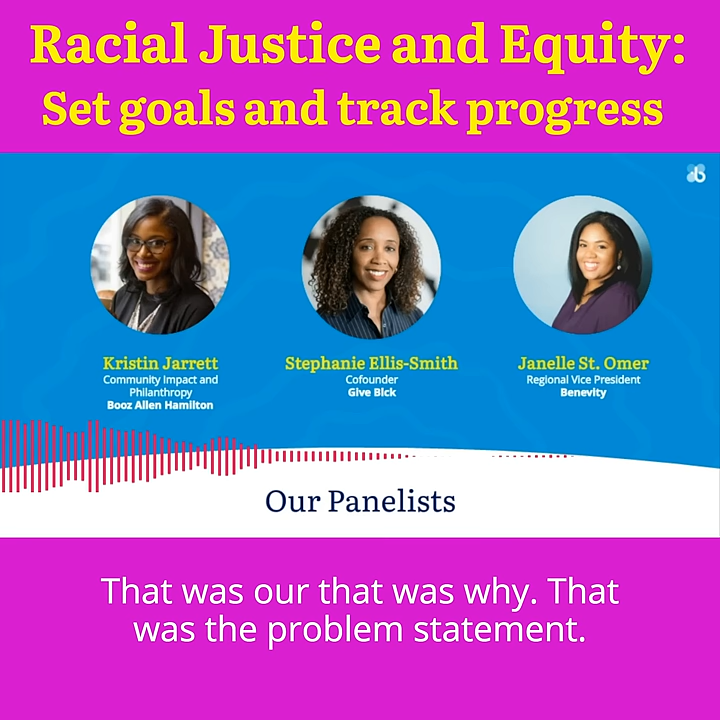 Racial Justice and Equity:
Set goals and track progress
b
Kristin Jarrett
Community Impact and
Philanthropy
Booz Allen Hamilton
Stephanie Ellis-Smith
Cofounder
Give Blck
Janelle St. Omer
Regional Vice President
Benevity
Our Panelists
That was our that was why. That
was the problem statement.